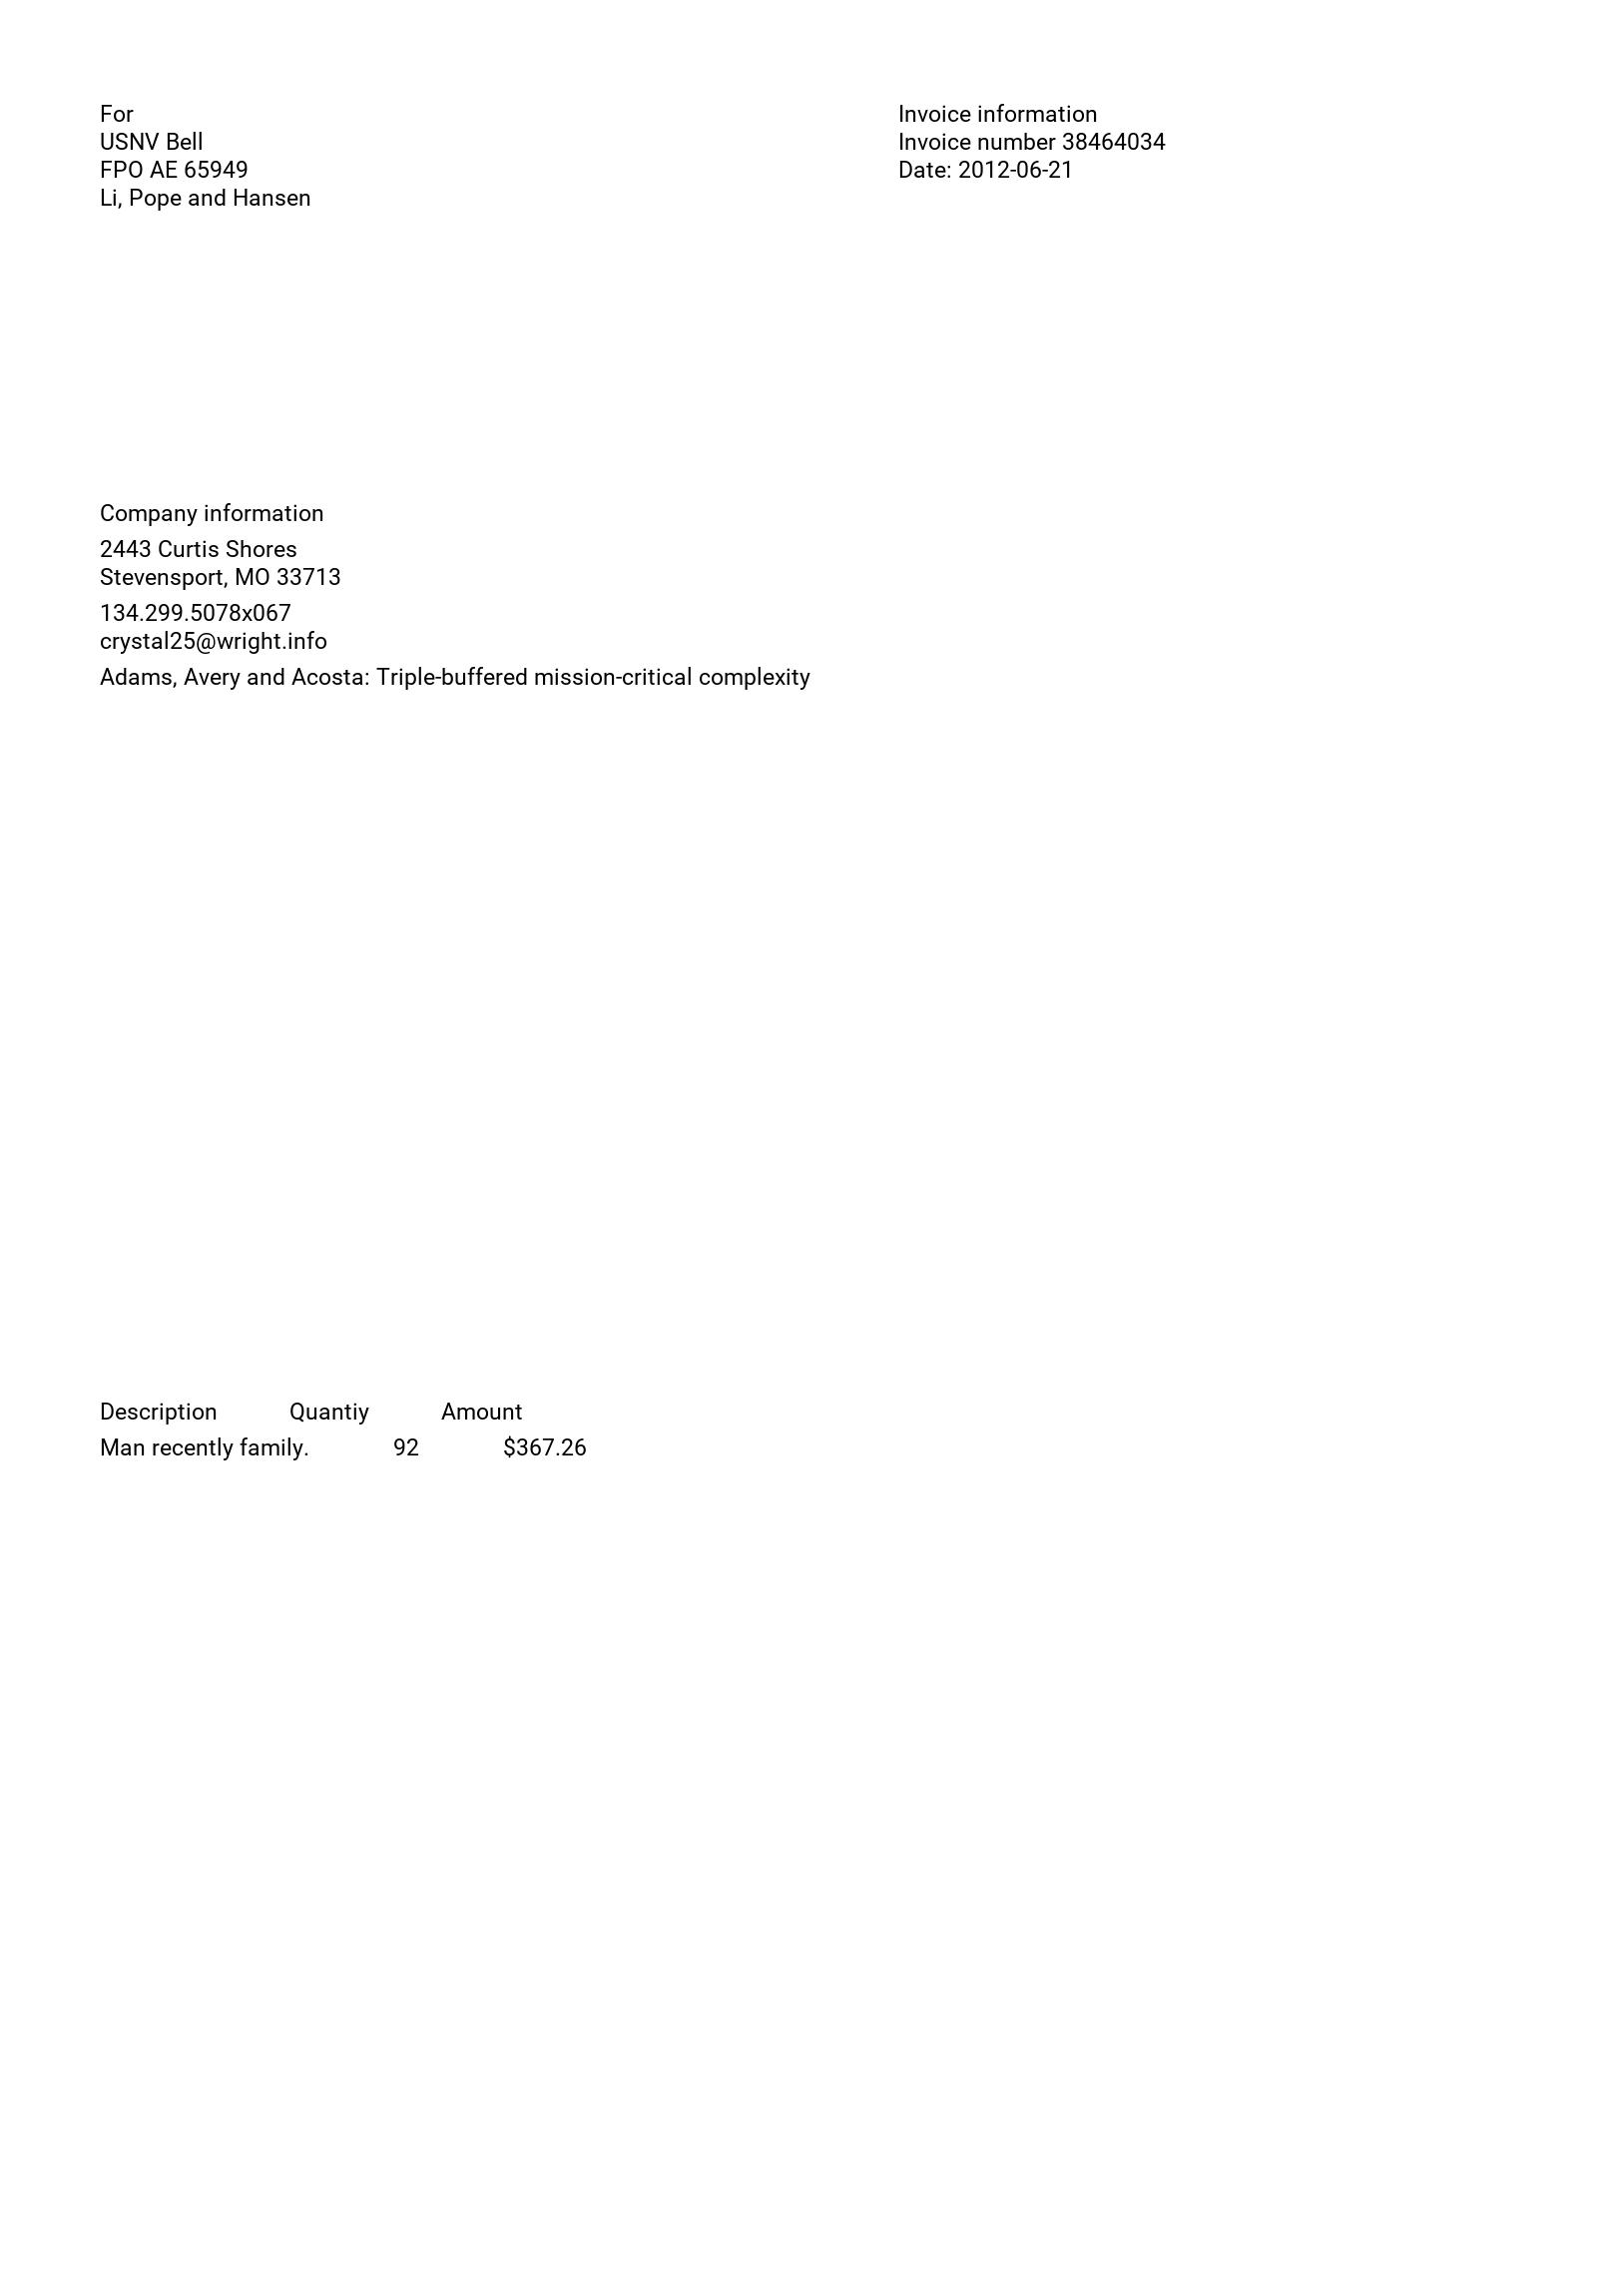 For
USNV Bell
FPO AE 65949
Li, Pope and Hansen
Invoice information
Invoice number 38464034
Date: 2012-06-21
Company information
2443 Curtis Shores
Stevensport, MO 33713
134.299.5078x067
crystal25@wright.info
Adams, Avery and Acosta: Triple-buffered mission-critical complexity
Description Quantiy Amount
Man recently family. 92 $367.26